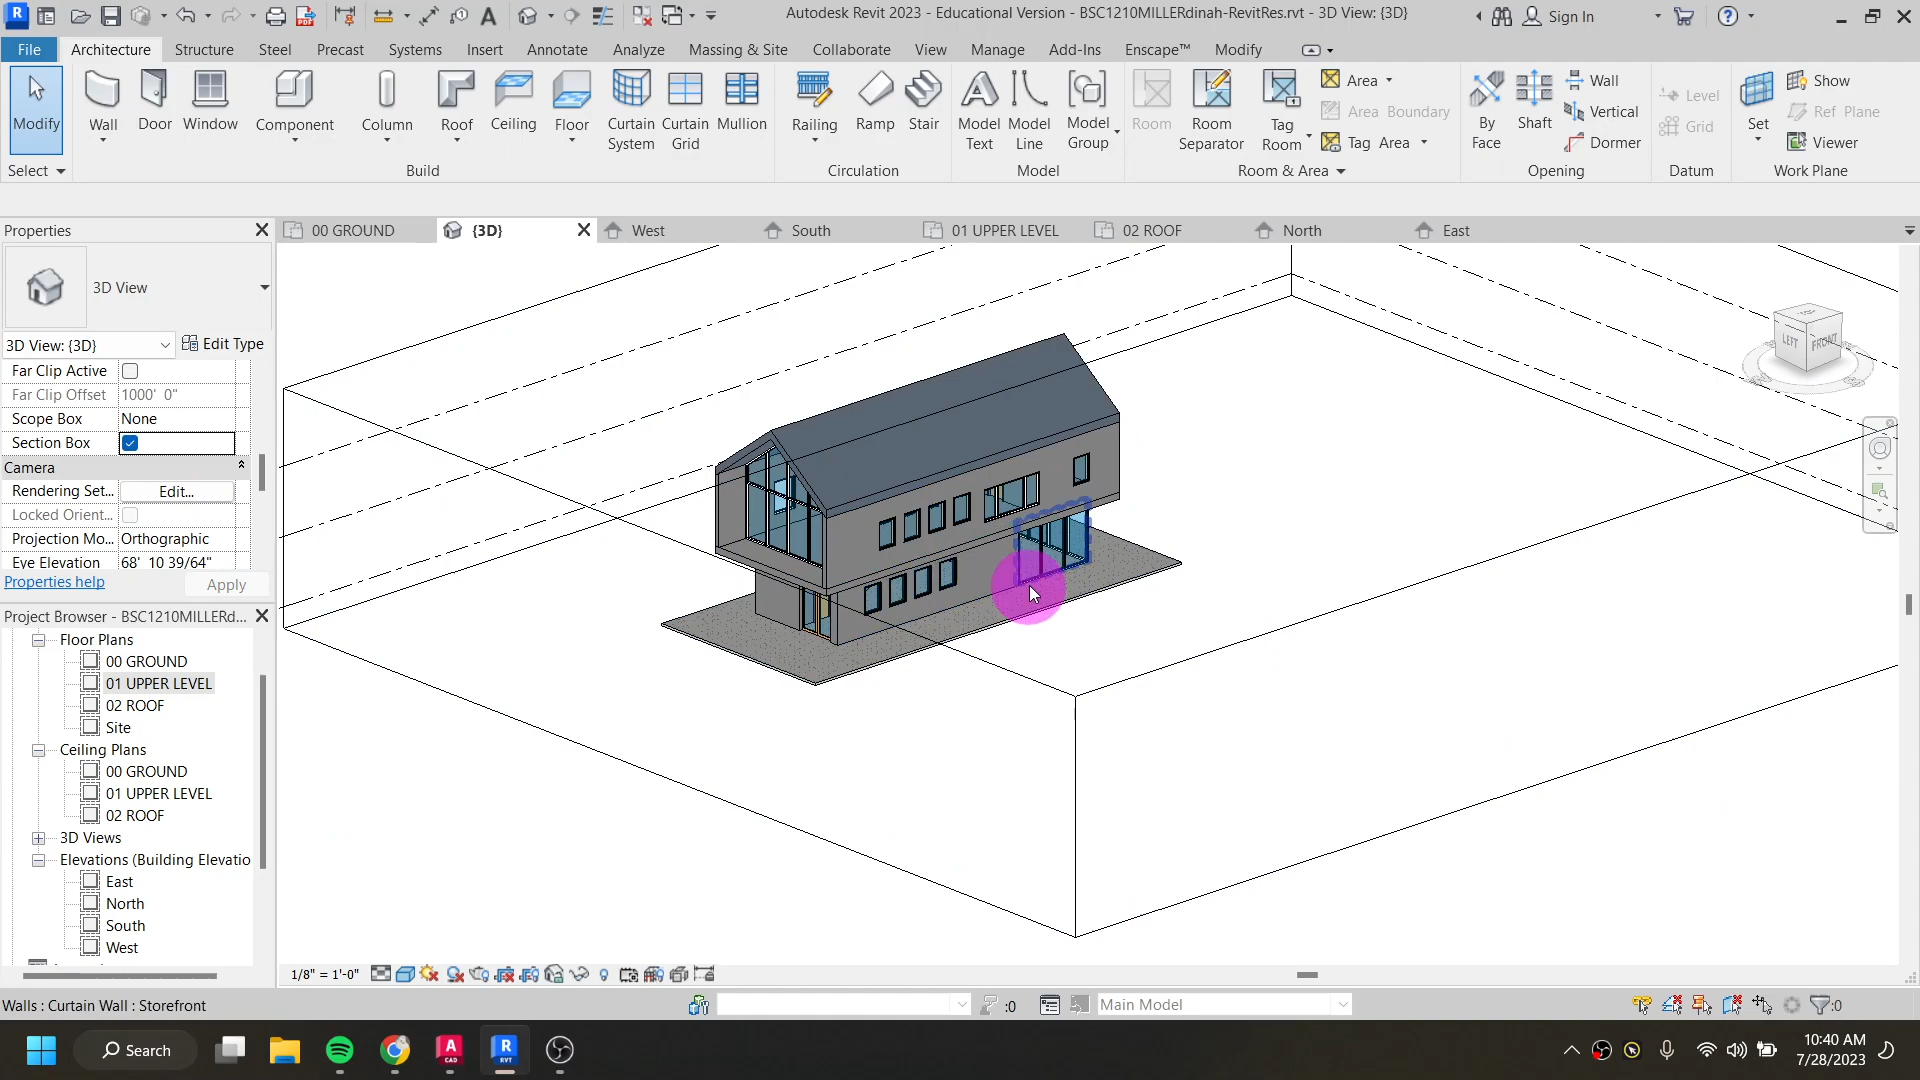 Autodesk Revit 2023 - Educational Version - BSC1210MILLERdinah-RevitRes.rvt - 3D View: {3D}
Sign In
File Architecture Structure Steel Precast Systems Insert Annotate Analyze Massing & Site Collaborate View Manage Add-Ins Enscape™ Modify
Modify Wall Door Window Component Column Roof Ceiling Floor Curtain System Curtain Grid Mullion Railing Ramp Stair Model Text Model Line Model Group Room Room Separator Tag Room
Area
Area Boundary
Tag Area
By Face Shaft
Wall
Vertical
Dormer
Level
Grid
Set
Show
Ref Plane
Viewer
Select Build Circulation Model Room & Area Opening Datum Work Plane
Properties
00 GROUND {3D} West South 01 UPPER LEVEL 02 ROOF North East
3D View
3D View: {3D} Edit Type
Far Clip Active
Far Clip Offset 1000' 0"
Scope Box None
Section Box
Camera
Rendering Set... Edit...
Locked Orient...
Projection Mo... Orthographic
Eye Elevation 68' 10 39/64"
Properties help Apply
Project Browser - BSC1210MILLERd...
Floor Plans
00 GROUND
01 UPPER LEVEL
02 ROOF
Site
Ceiling Plans
00 GROUND
01 UPPER LEVEL
02 ROOF
3D Views
Elevations (Building Elevatio
East
North
South
West
LEFT FRONT
1/8" = 1'-0"
Walls : Curtain Wall : Storefront
:0
Main Model
:0
Search
10:40 AM
7/28/2023